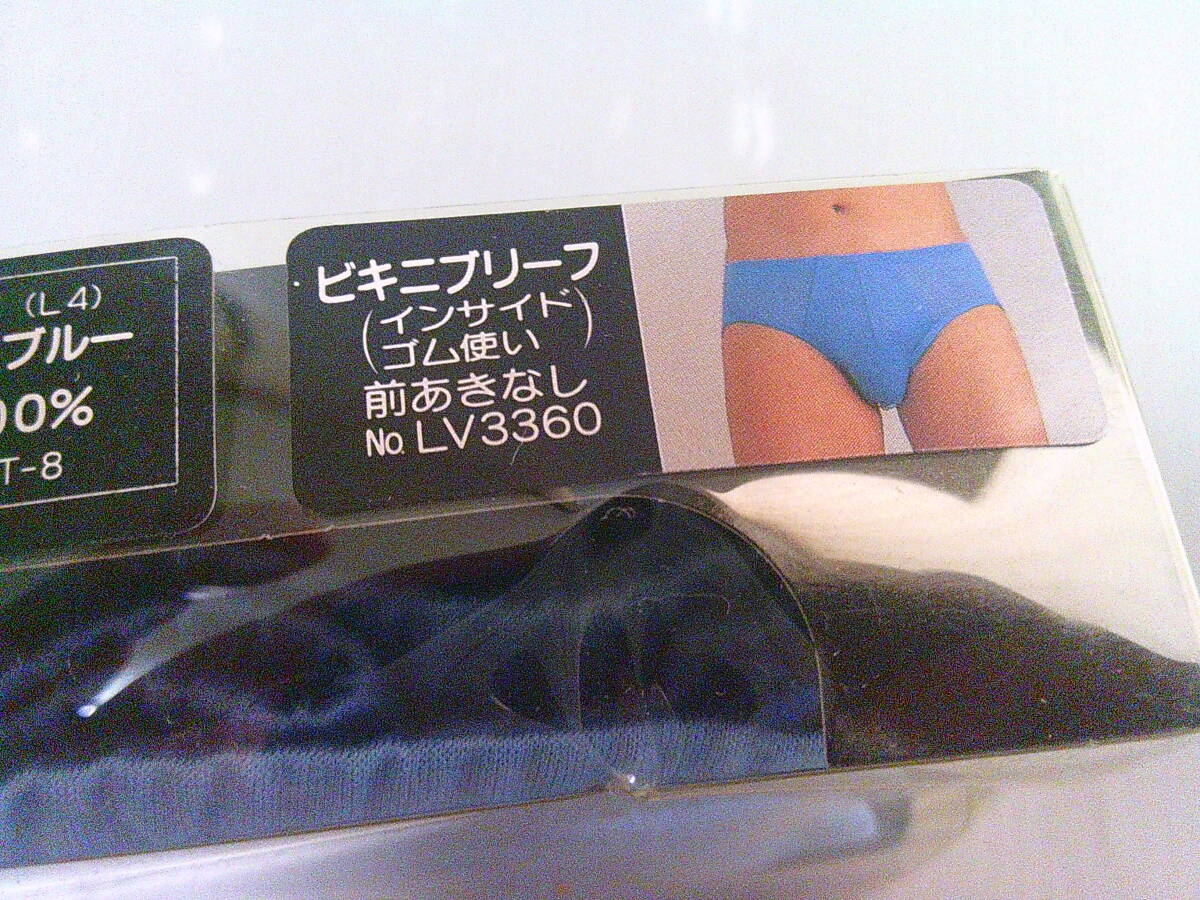 (L4)
ブルー
00%
T-8
ビキニブリーフ
(インサイド
ゴム使い)
前あきなし
No. LV3360